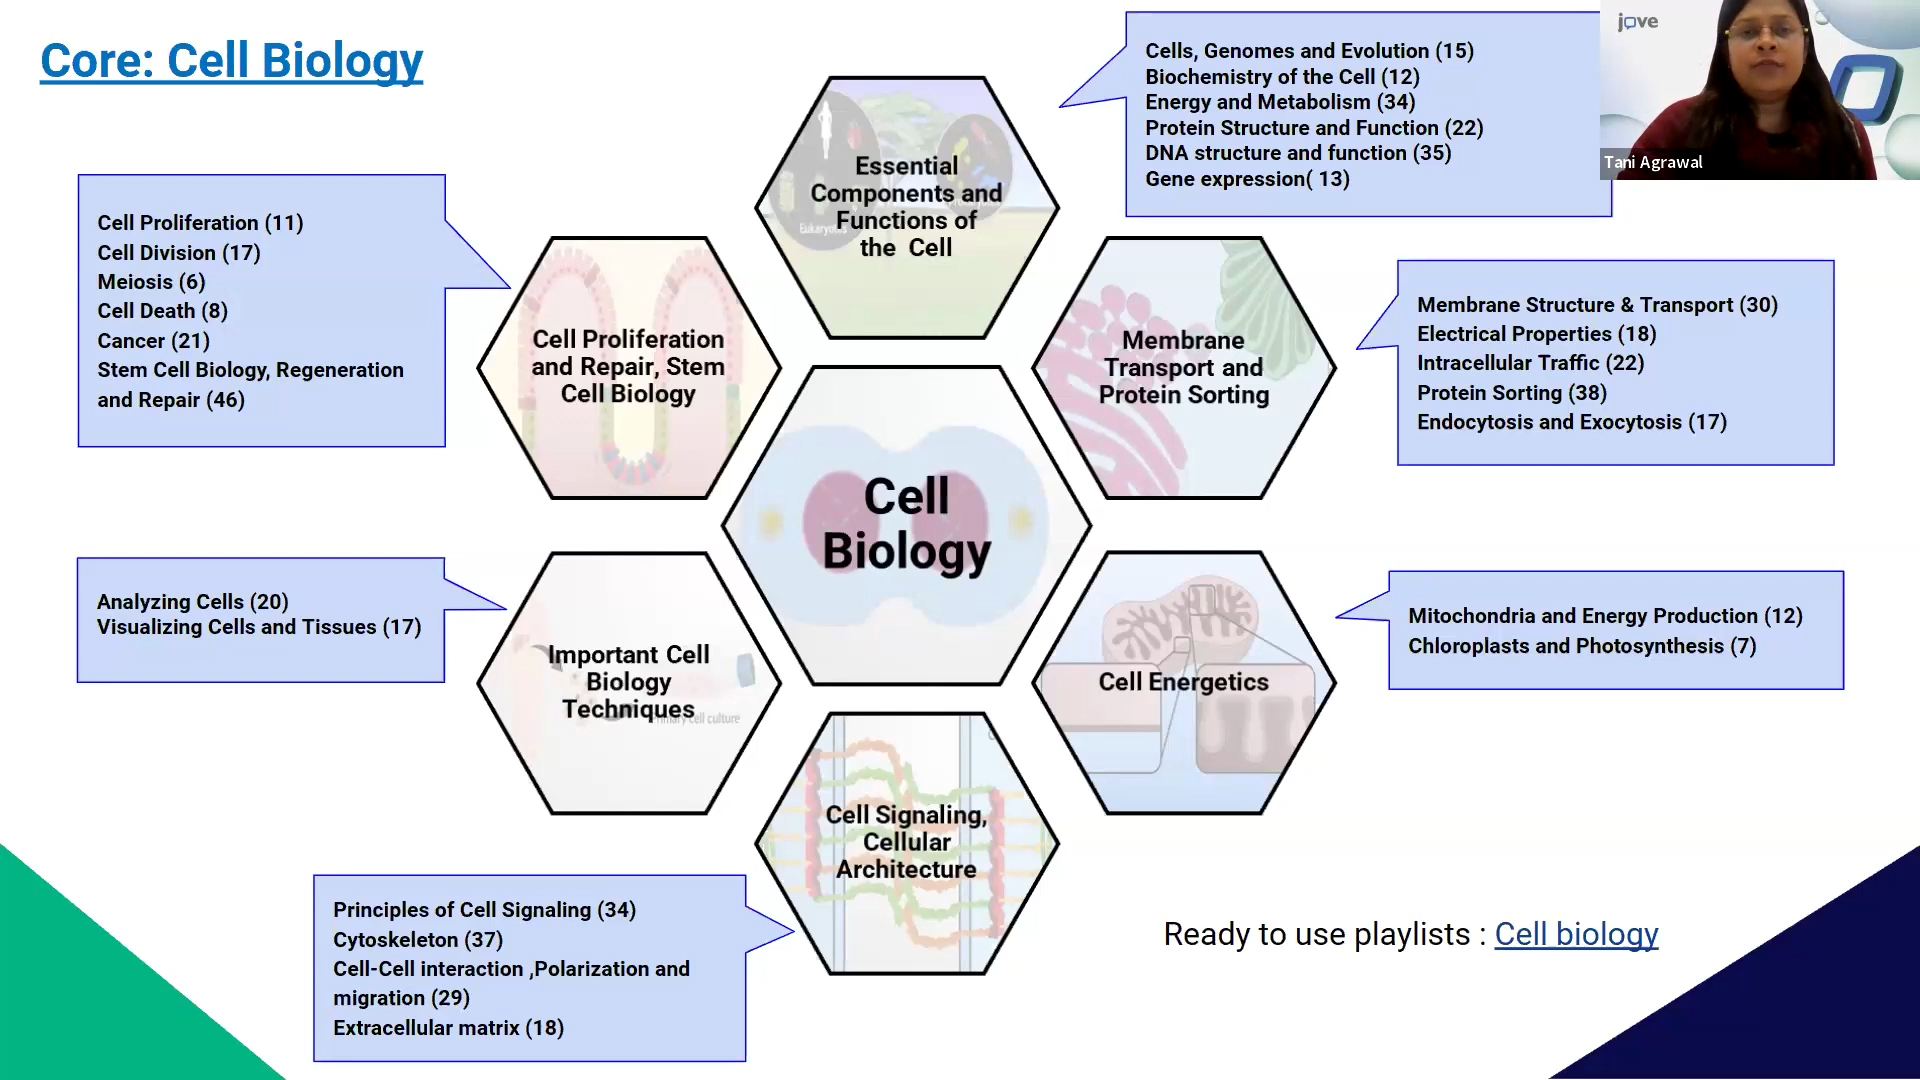 Core: Cell Biology
jove
Tani Agrawal
Cells, Genomes and Evolution (15)
Biochemistry of the Cell (12)
Energy and Metabolism (34)
Protein Structure and Function (22)
DNA structure and function (35)
Gene expression( 13)
Essential
Components and
Functions of
the Cell
Cell Proliferation (11)
Cell Division (17)
Meiosis (6)
Cell Death (8)
Cancer (21)
Stem Cell Biology, Regeneration
and Repair (46)
Cell Proliferation
and Repair, Stem
Cell Biology
Membrane
Transport and
Protein Sorting
Membrane Structure & Transport (30)
Electrical Properties (18)
Intracellular Traffic (22)
Protein Sorting (38)
Endocytosis and Exocytosis (17)
Cell
Biology
Analyzing Cells (20)
Visualizing Cells and Tissues (17)
Important Cell
Biology
Techniques
cell culture
Cell Energetics
Mitochondria and Energy Production (12)
Chloroplasts and Photosynthesis (7)
Cell Signaling,
Cellular
Architecture
Principles of Cell Signaling (34)
Cytoskeleton (37)
Cell-Cell interaction ,Polarization and
migration (29)
Extracellular matrix (18)
Ready to use playlists : Cell biology